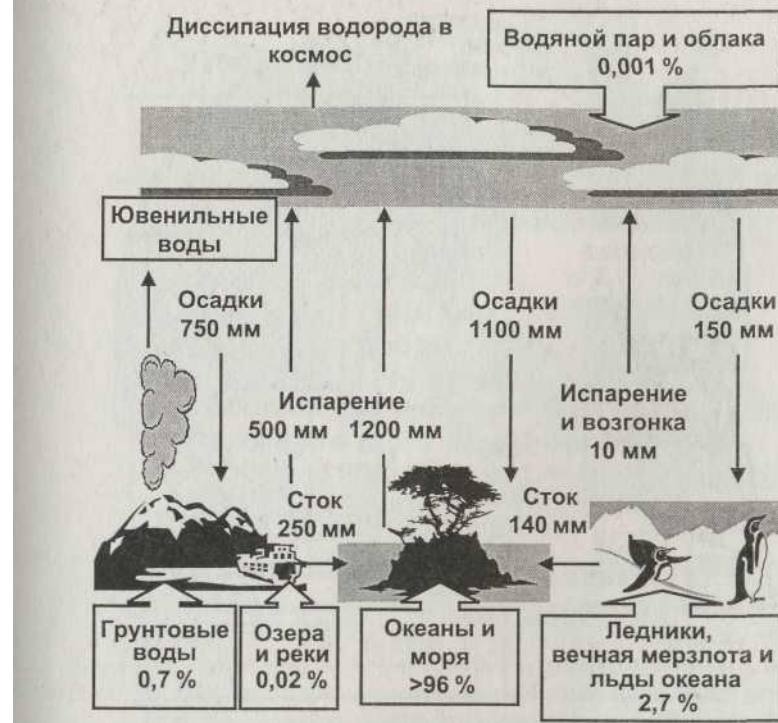 Диссипация водорода в
космос
Водяной пар и облака
0,001 %
Ювенильные
воды
Осадки
750 мм
Осадки
1100 мм
Осадки
150 мм
Испарение
500 мм 1200 мм
Испарение
и возгонка
10 мм
Сток
250 мм
Сток
140 мм
Грунтовые
воды
0,7 %
Озера
и реки
0,02 %
Океаны и
моря
>96 %
Ледники,
вечная мерзлота и
льды океана
2,7 %